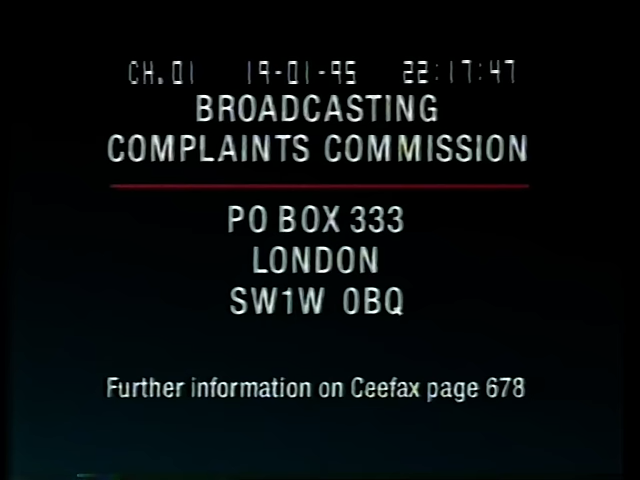 CH.01 19-01-95 22:17:47
BROADCASTING
COMPLAINTS COMMISSION
PO BOX 333
LONDON
SW1W 0BQ
Further information on Ceefax page 678